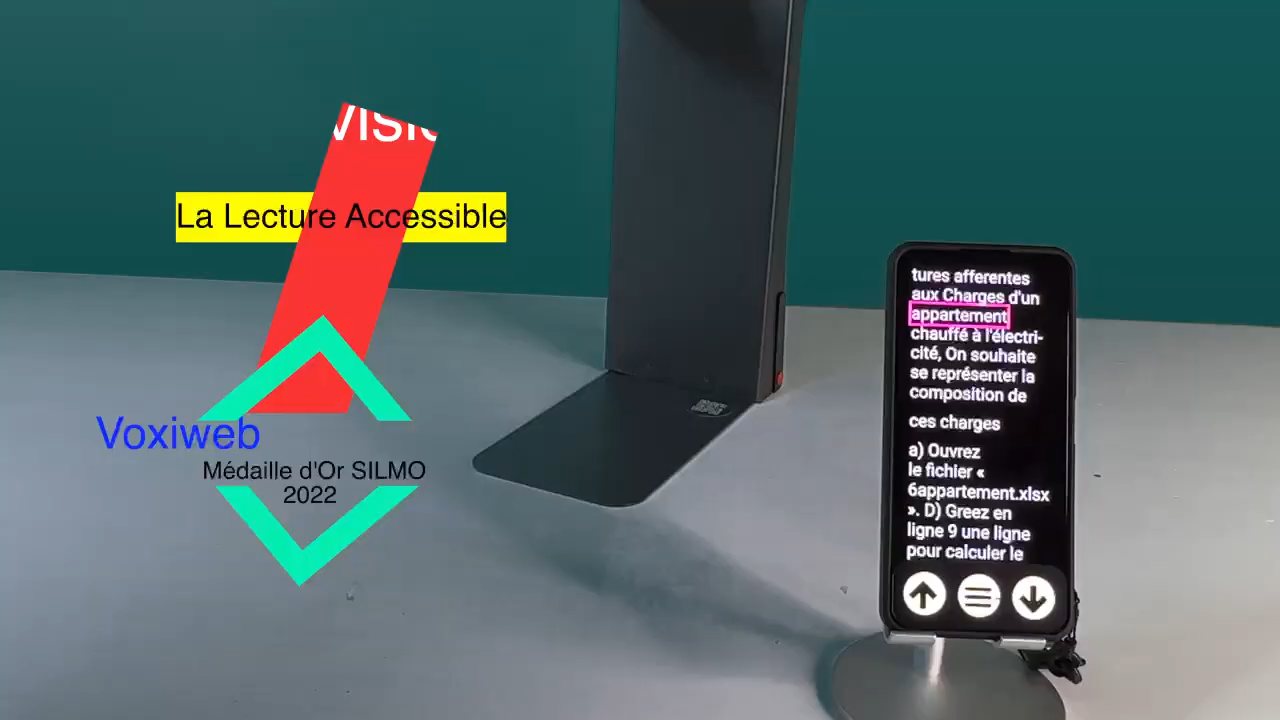 La Lecture Accessible
Voxiweb
Médaille d'Or SILMO
2022
tures afferentes
aux Charges d'un
appartement
chauffé à l'électri-
cité, On souhaite
se représenter la
composition de
ces charges
a) Ouvrez
le fichier «
6appartement.xlsx
». D) Greez en
ligne 9 une ligne
pour calculer le